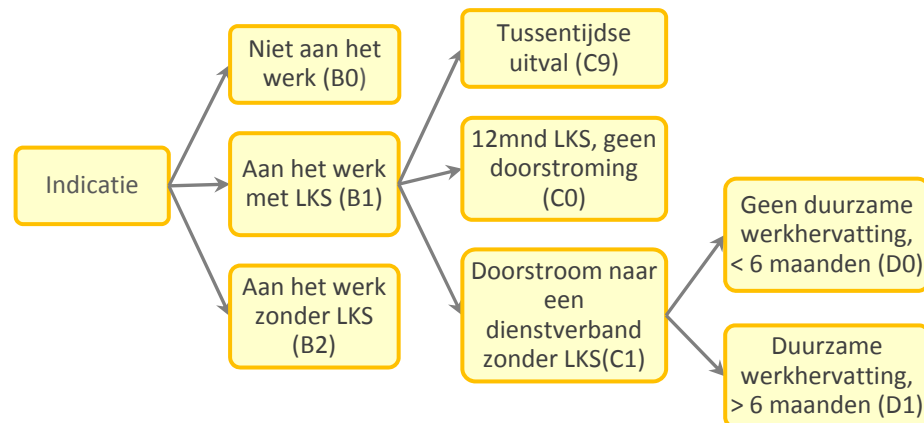 Indicatie
Niet aan het
werk (B0)
Aan het werk
met LKS (B1)
Aan het werk
zonder LKS
(B2)
Tussentijdse
uitval (C9)
12mnd LKS, geen
doorstroming
(C0)
Doorstroom naar
een
dienstverband
zonder LKS(C1)
Geen duurzame
werkhervatting,
< 6 maanden (D0)
Duurzame
werkhervatting,
> 6 maanden (D1)